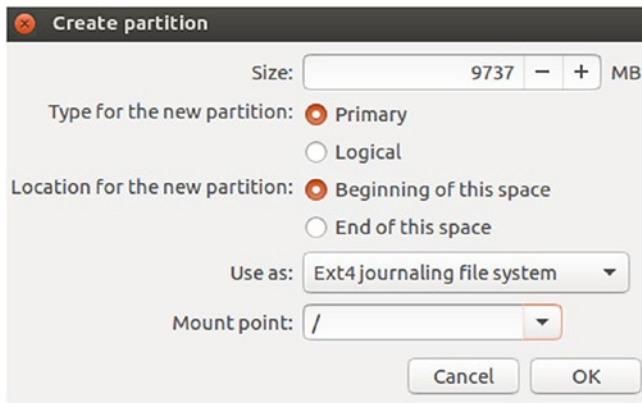 Create partition
Size: 9737 − + MB
Type for the new partition: Primary
Logical
Location for the new partition: Beginning of this space
End of this space
Use as: Ext4 journaling file system
Mount point: /
Cancel OK